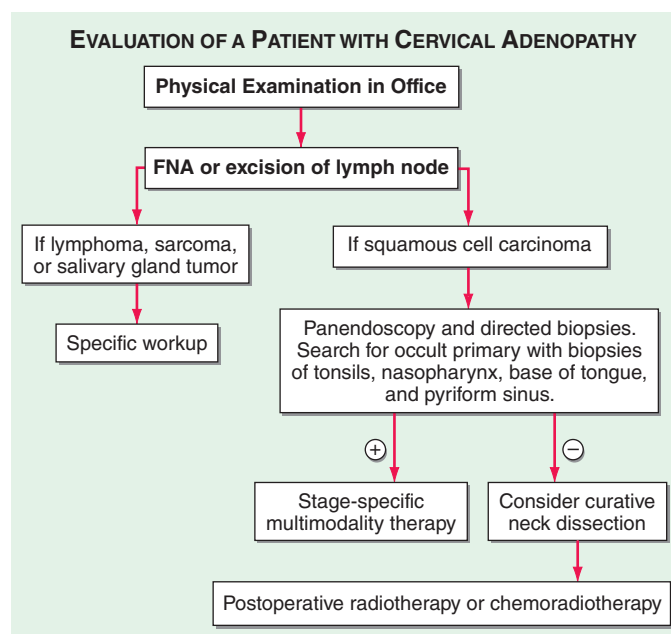 EVALUATION OF A PATIENT WITH CERVICAL ADENOPATHY
Physical Examination in Office
FNA or excision of lymph node
If lymphoma, sarcoma,
or salivary gland tumor
Specific workup
If squamous cell carcinoma
Panendoscopy and directed biopsies.
Search for occult primary with biopsies
of tonsils, nasopharynx, base of tongue,
and pyriform sinus.
+
−
Stage-specific
multimodality therapy
Consider curative
neck dissection
Postoperative radiotherapy or chemoradiotherapy